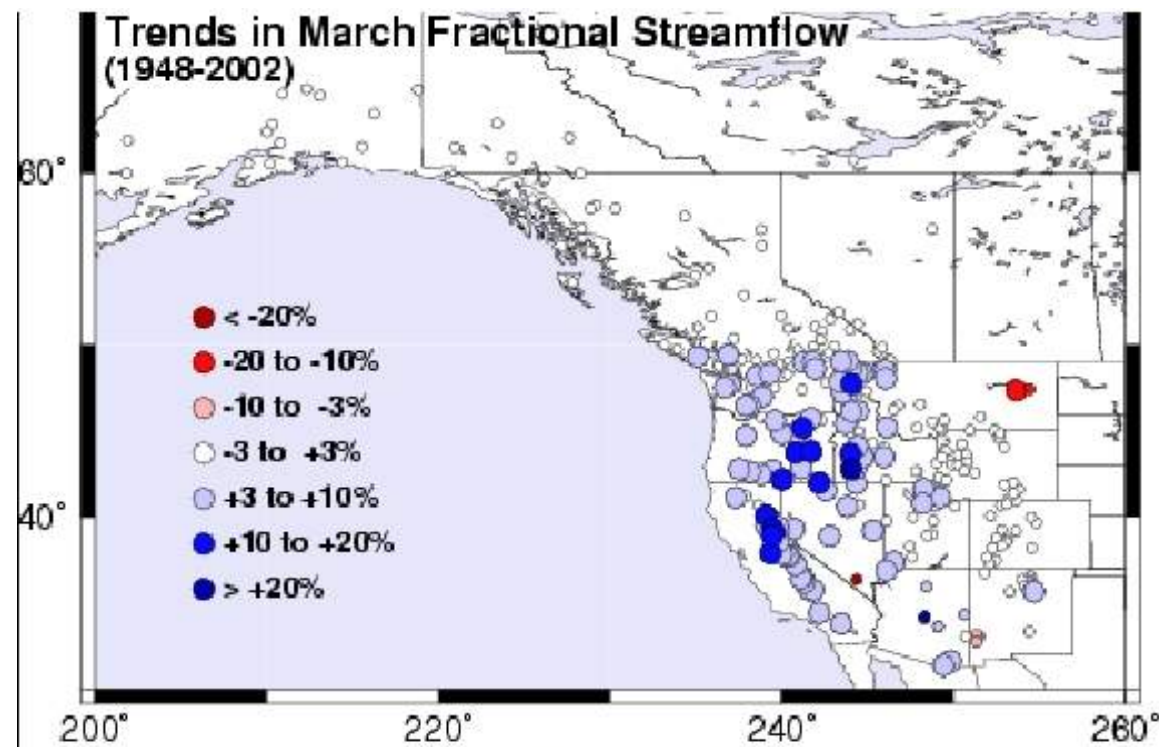 Trends in March Fractional Streamflow
(1948-2002)
60°
< -20%
-20 to -10%
-10 to -3%
-3 to +3%
+3 to +10%
40°
+10 to +20%
> +20%
200°
220°
240°
260°